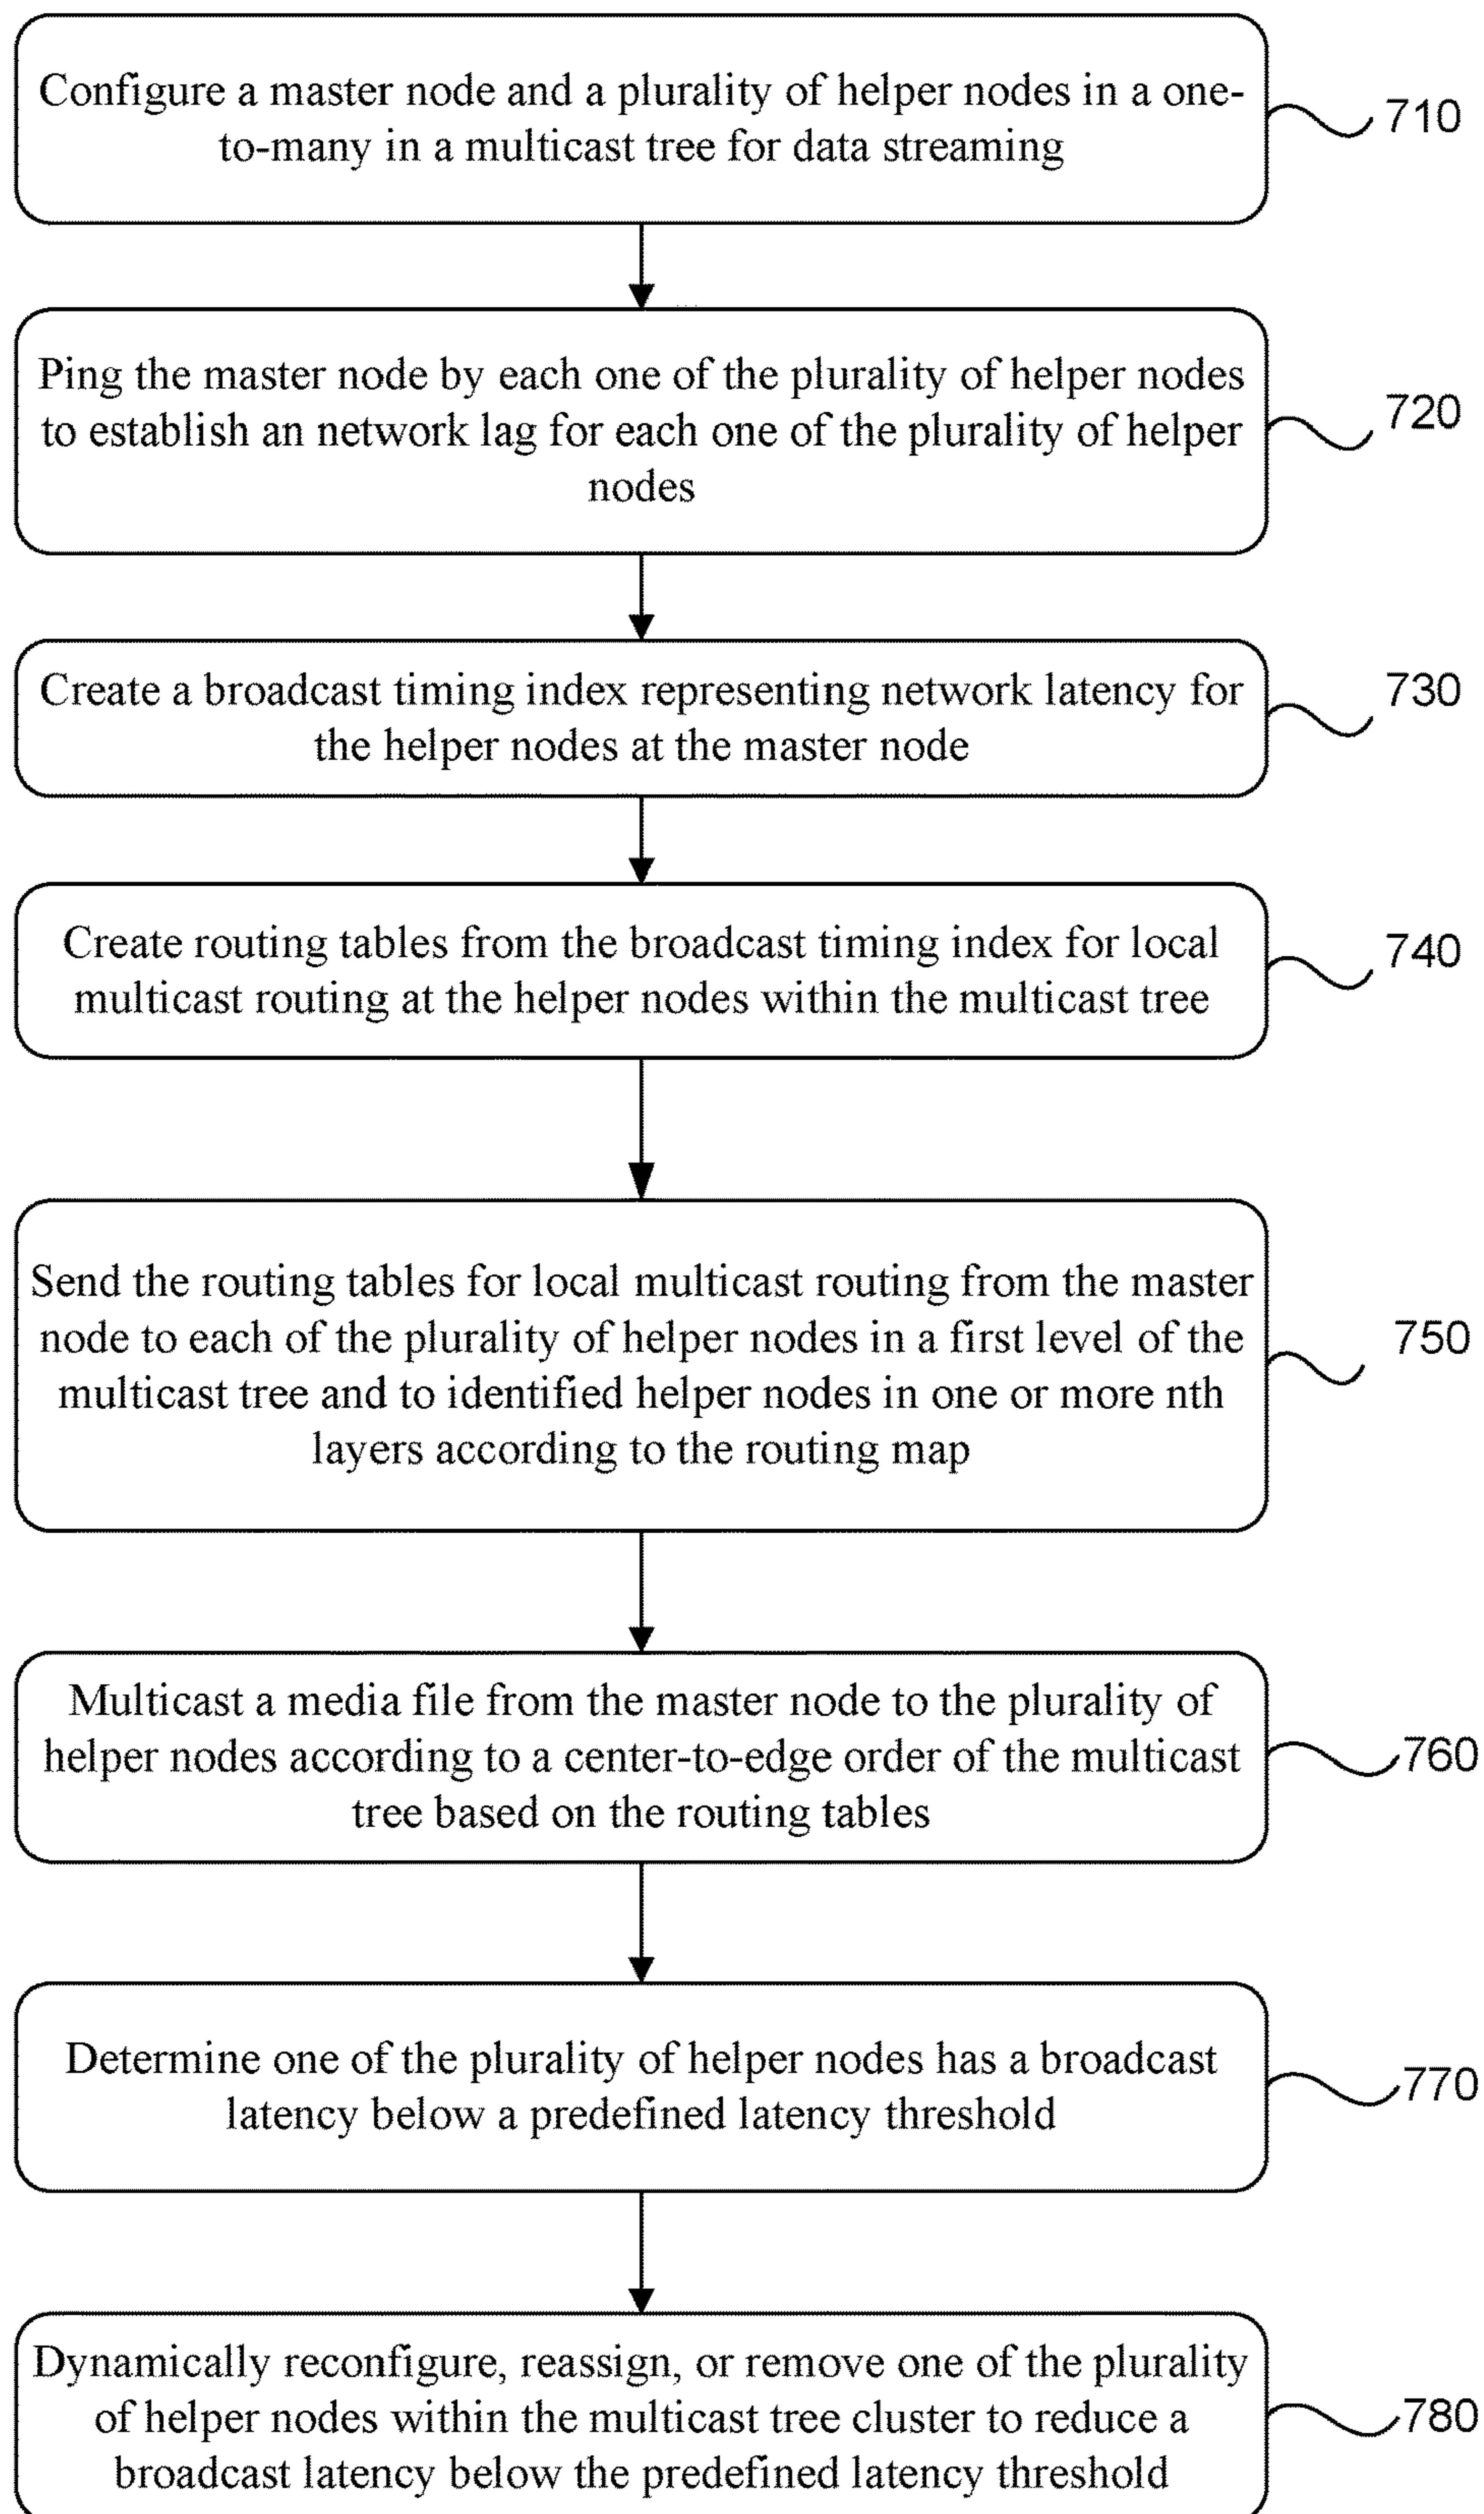 Configure a master node and a plurality of helper nodes in a one-
to-many in a multicast tree for data streaming
710
Ping the master node by each one of the plurality of helper nodes
to establish an network lag for each one of the plurality of helper
nodes
720
Create a broadcast timing index representing network latency for
the helper nodes at the master node
730
Create routing tables from the broadcast timing index for local
multicast routing at the helper nodes within the multicast tree
740
Send the routing tables for local multicast routing from the master
node to each of the plurality of helper nodes in a first level of the
multicast tree and to identified helper nodes in one or more nth
layers according to the routing map
750
Multicast a media file from the master node to the plurality of
helper nodes according to a center-to-edge order of the multicast
tree based on the routing tables
760
Determine one of the plurality of helper nodes has a broadcast
latency below a predefined latency threshold
770
Dynamically reconfigure, reassign, or remove one of the plurality
of helper nodes within the multicast tree cluster to reduce a
broadcast latency below the predefined latency threshold
780